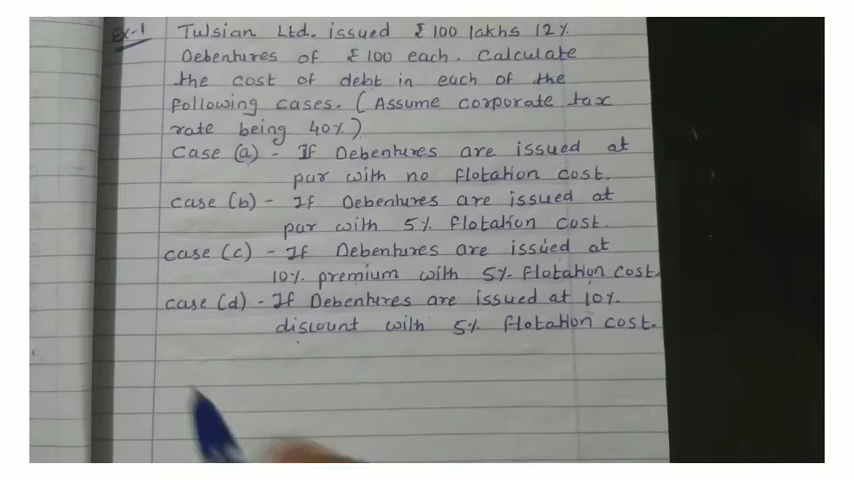 Ex-1 Tulsian Ltd. issued ₹100 lakhs 12%
Debentures of ₹100 each. Calculate
the cost of debt in each of the
following cases. (Assume corporate tax
rate being 40%)
Case (a) - If Debentures are issued at
par with no flotation cost.
case (b) - If Debentures are issued at
par with 5% flotation cost.
case (c) - If Debentures are issued at
10% premium with 5% flotation cost.
case (d) - If Debentures are issued at 10%
discount with 5% flotation cost.